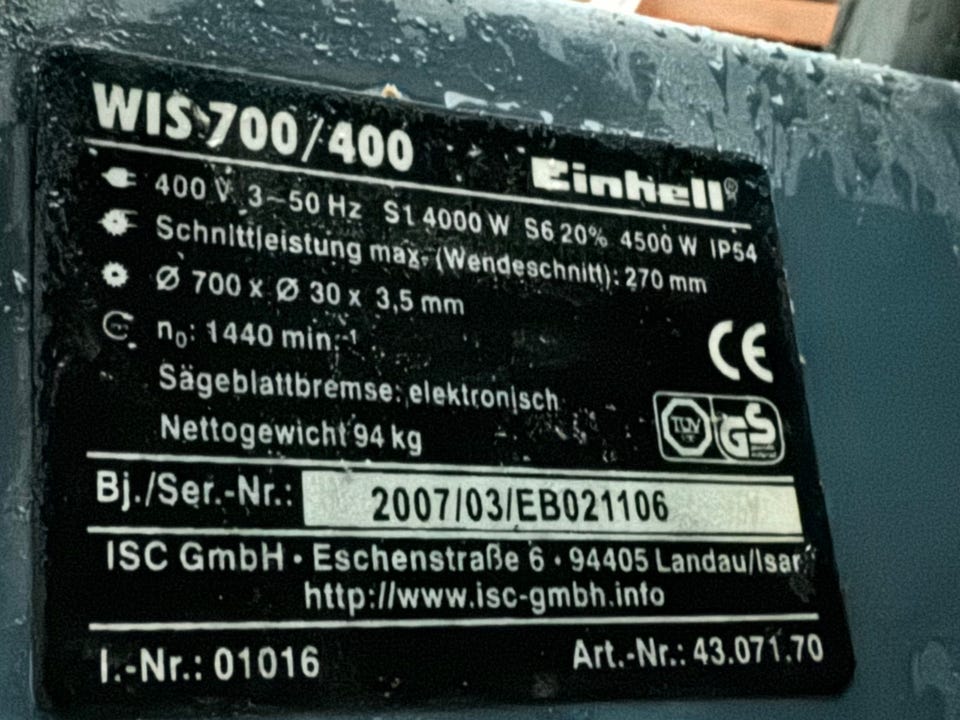 WIS 700/400
Einhell®
400 V 3~50 Hz S1 4000 W S6 20% 4500 W IP54
Schnittleistung max. (Wendeschnitt): 270 mm
Ø 700 x Ø 30 x 3,5 mm
n₀: 1440 min.⁻¹
CE
Sägeblattbremse: elektronisch
TÜV GS
Nettogewicht 94 kg
Bj./Ser.-Nr.: 2007/03/EB021106
ISC GmbH · Eschenstraße 6 · 94405 Landau/Isar
http://www.isc-gmbh.info
I.-Nr.: 01016 Art.-Nr.: 43.071.70